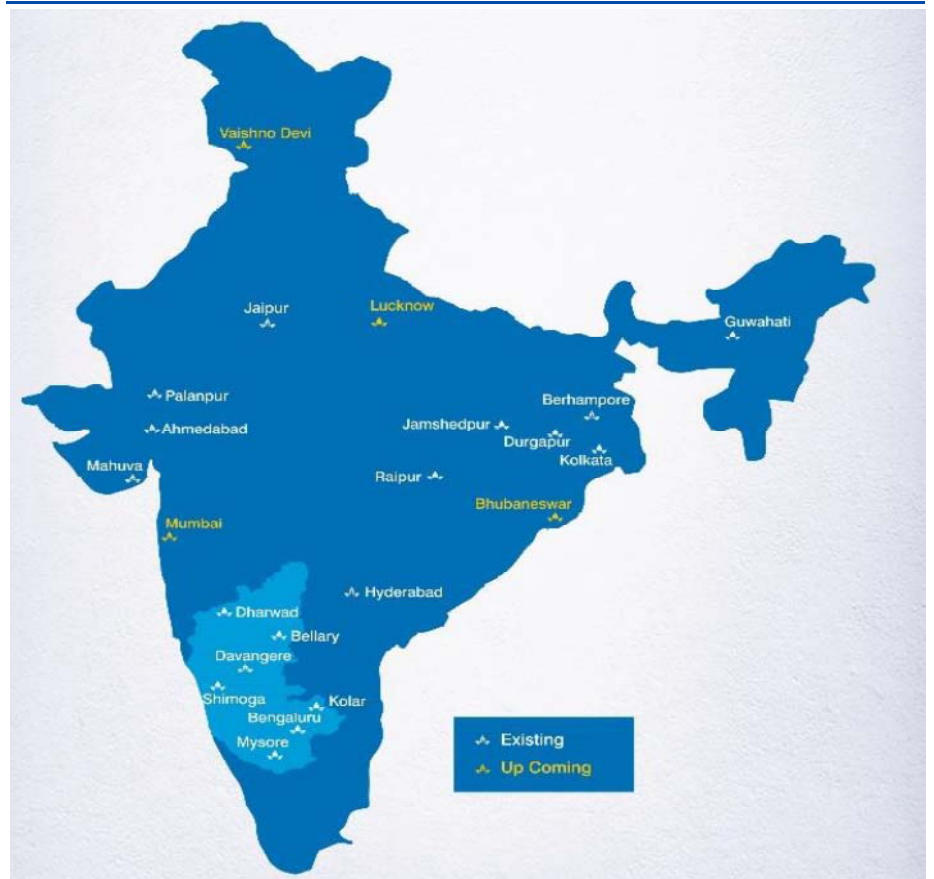 Vaishno Devi
Jaipur
Lucknow
Guwahati
Palanpur
Berhampore
Jamshedpur
Ahmedabad
Durgapur
Kolkata
Mahuva
Raipur
Bhubaneswar
Mumbai
Hyderabad
Dharwad
Bellary
Davangere
Shimoga
Kolar
Bengaluru
Mysore
Existing
Up Coming